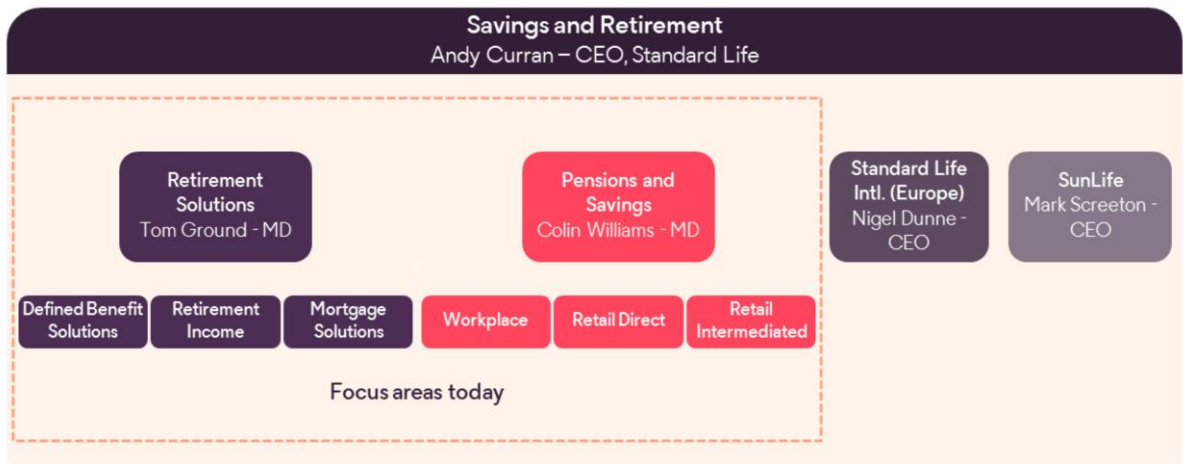 Savings and Retirement
Andy Curran – CEO, Standard Life
Retirement
Solutions
Tom Ground - MD
Pensions and
Savings
Colin Williams - MD
Standard Life
Intl. (Europe)
Nigel Dunne -
CEO
SunLife
Mark Screeton -
CEO
Defined Benefit
Solutions
Retirement
Income
Mortgage
Solutions
Workplace
Retail Direct
Retail
Intermediated
Focus areas today